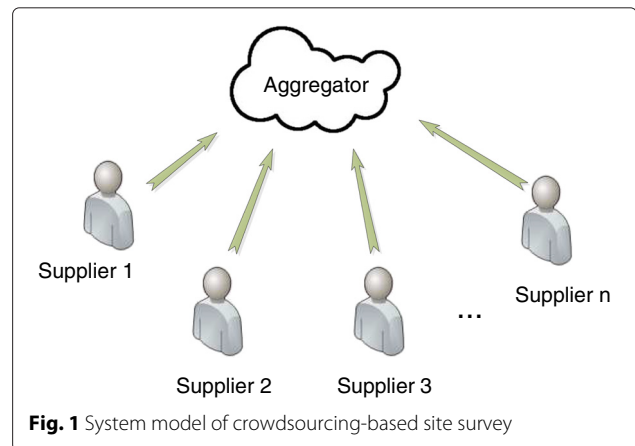 Aggregator
Supplier 1
Supplier 2
Supplier 3
...
Supplier n
Fig. 1 System model of crowdsourcing-based site survey